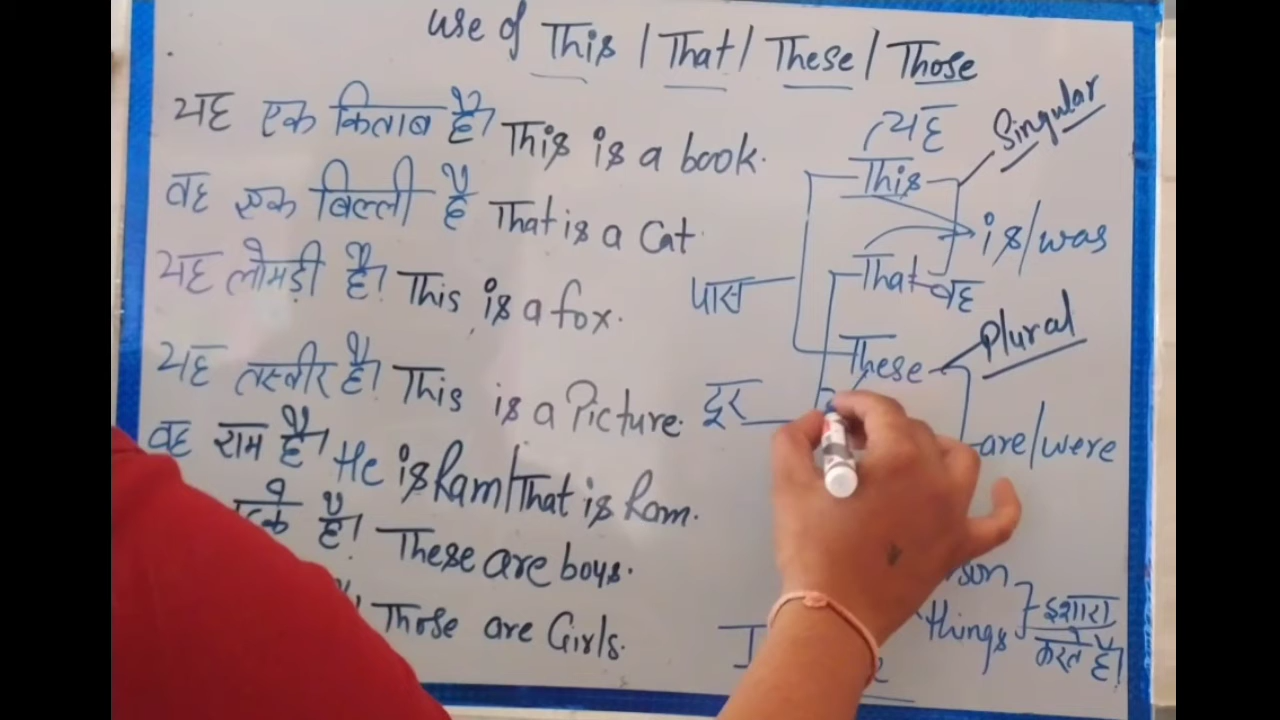 use of This / That / These / Those
यह एक किताब है। This is a book.
वह एक बिल्ली है That is a Cat
यह लोमड़ी है। This is a fox.
यह तस्वीर है। This is a Picture.
वह राम है। He is Ram/That is Ram.
है। These are boys.
Those are Girls.
यह
This
Singular
is/was
That
वह
पास
These
Plural
दूर
are/were
things
इशारा
करते हैं।